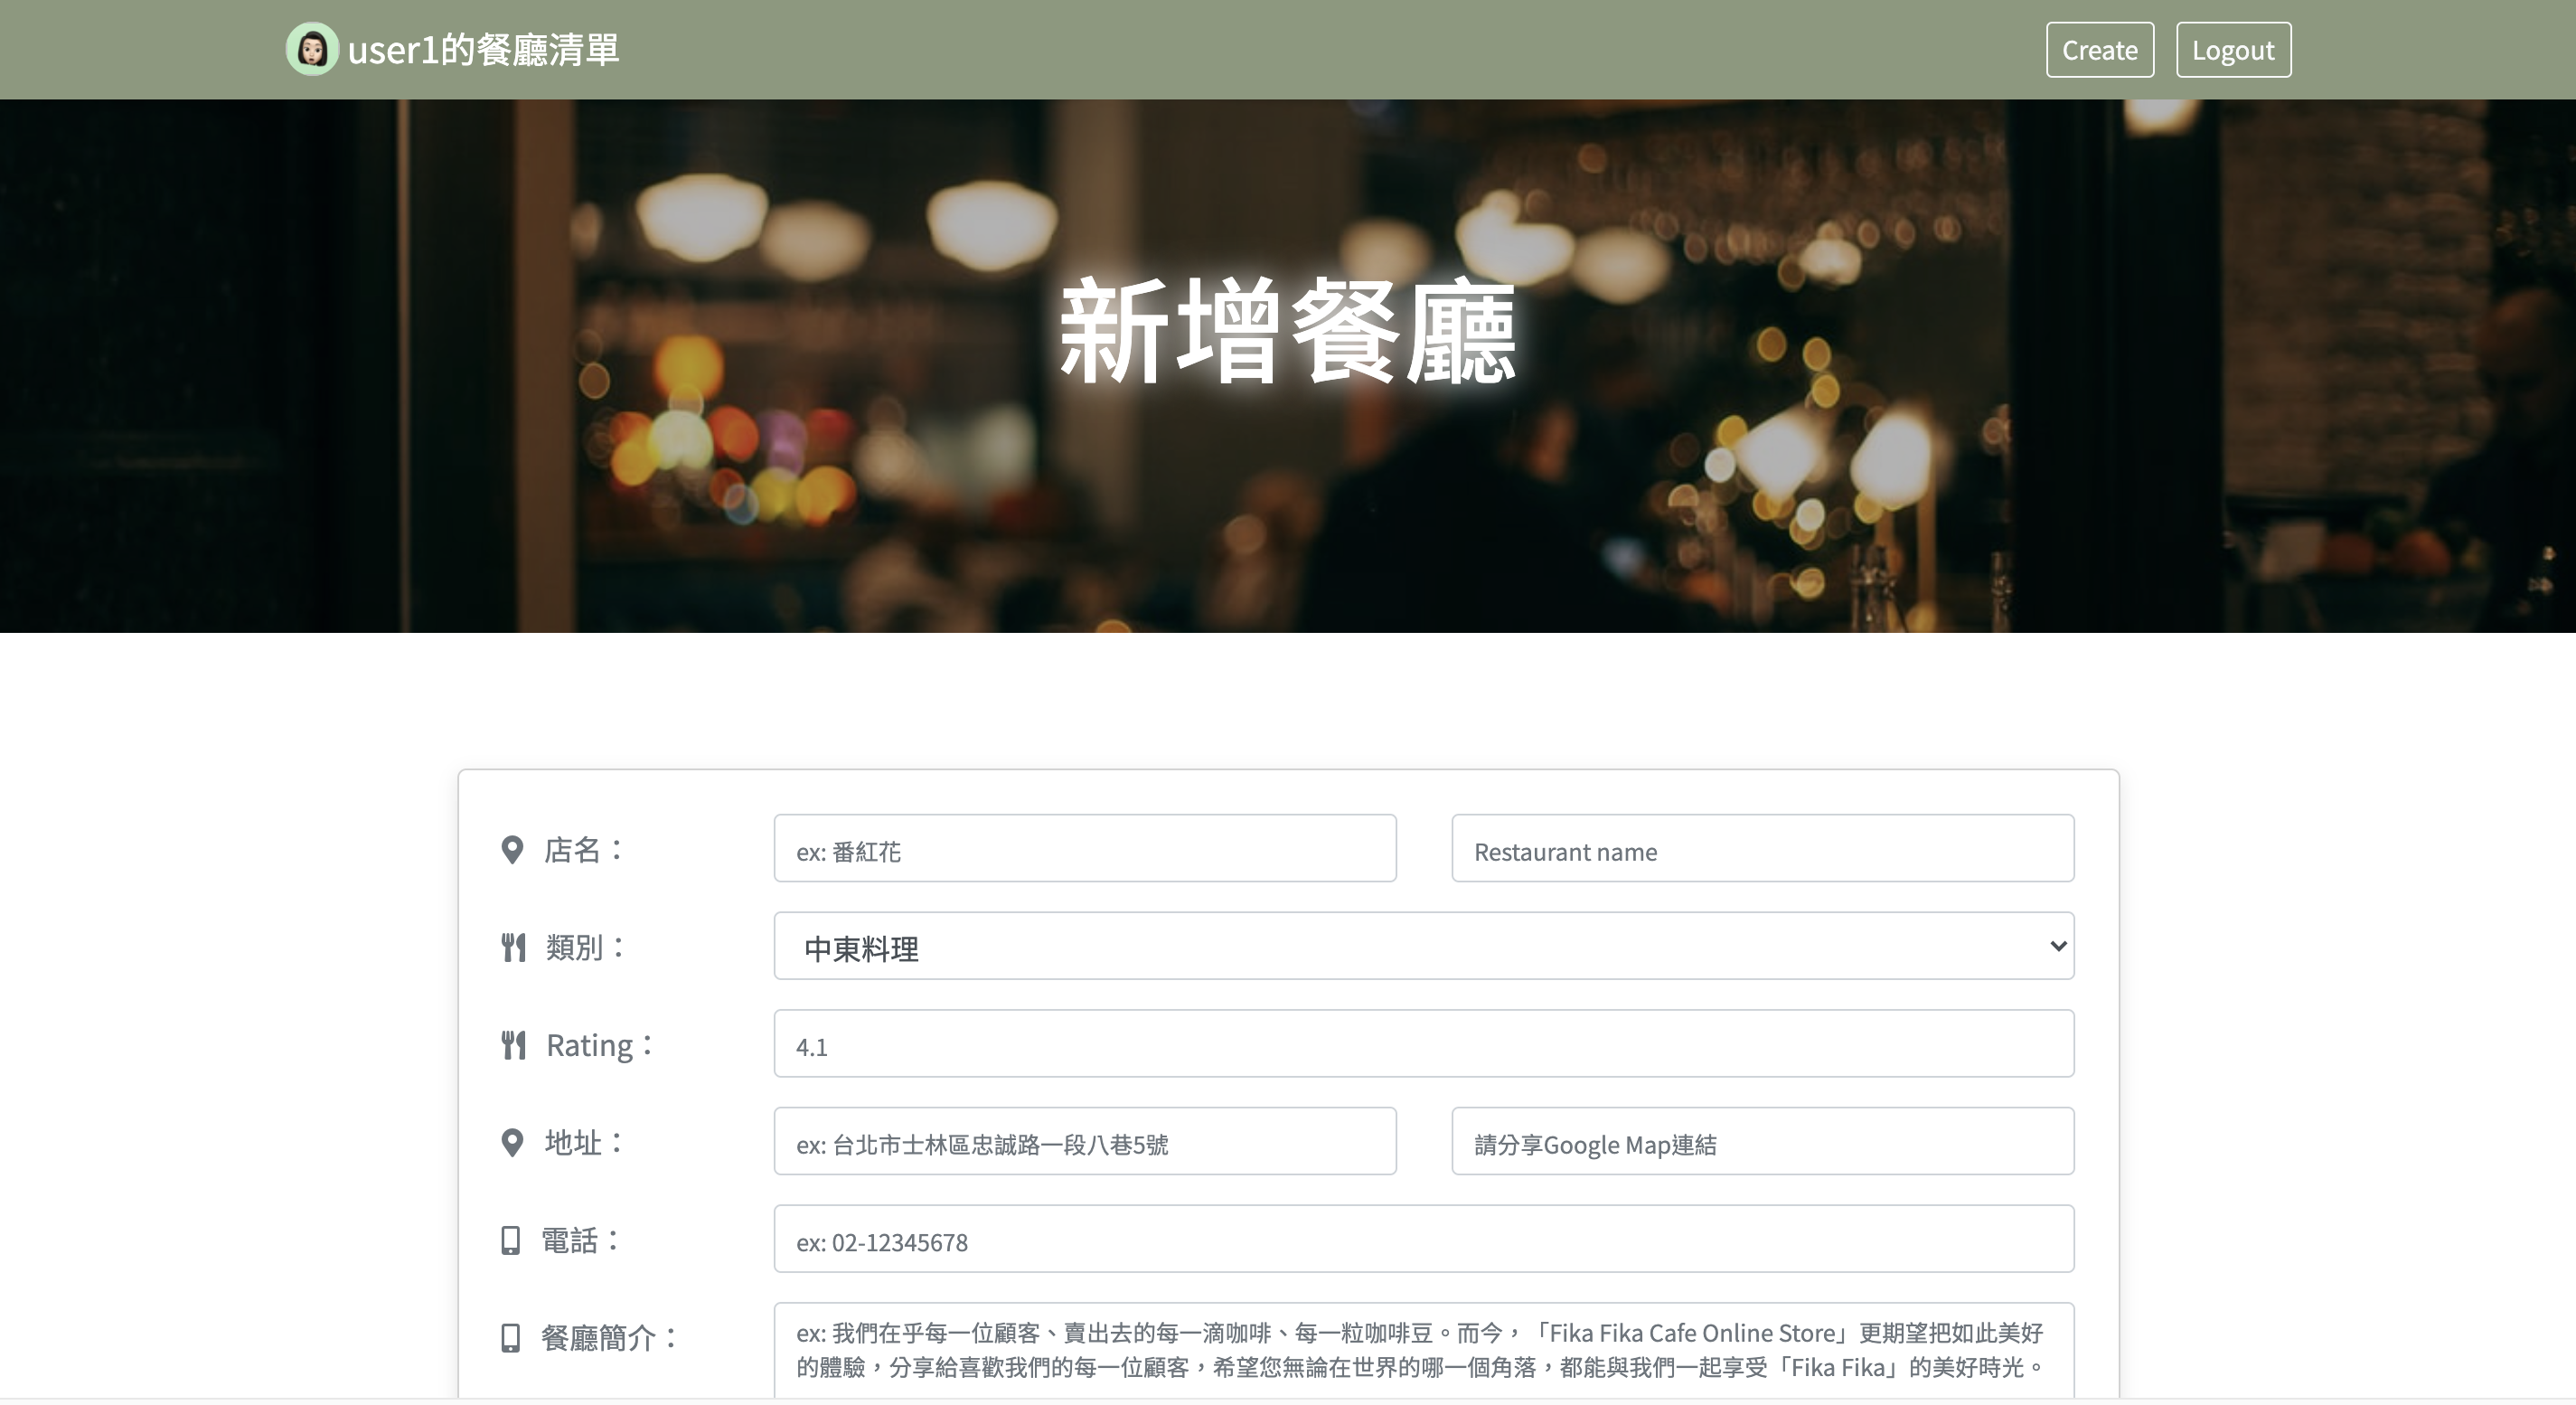 user1的餐廳清單
Create
Logout
新增餐廳
店名：
ex: 番紅花
Restaurant name
類別：
中東料理
Rating：
4.1
地址：
ex: 台北市士林區忠誠路一段八巷5號
請分享Google Map連結
電話：
ex: 02-12345678
餐廳簡介：
ex: 我們在乎每一位顧客、賣出去的每一滴咖啡、每一粒咖啡豆。而今，「Fika Fika Cafe Online Store」更期望把如此美好
的體驗，分享給喜歡我們的每一位顧客，希望您無論在世界的哪一個角落，都能與我們一起享受「Fika Fika」的美好時光。